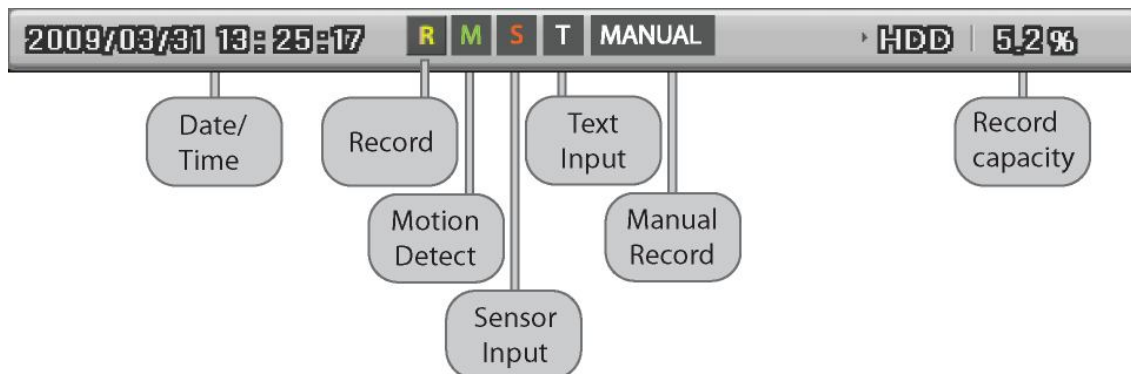 2009/03/31 13:25:17 R M S T MANUAL HDD 5.2%
Date/
Time
Record
Motion
Detect
Sensor
Input
Text
Input
Manual
Record
Record
capacity